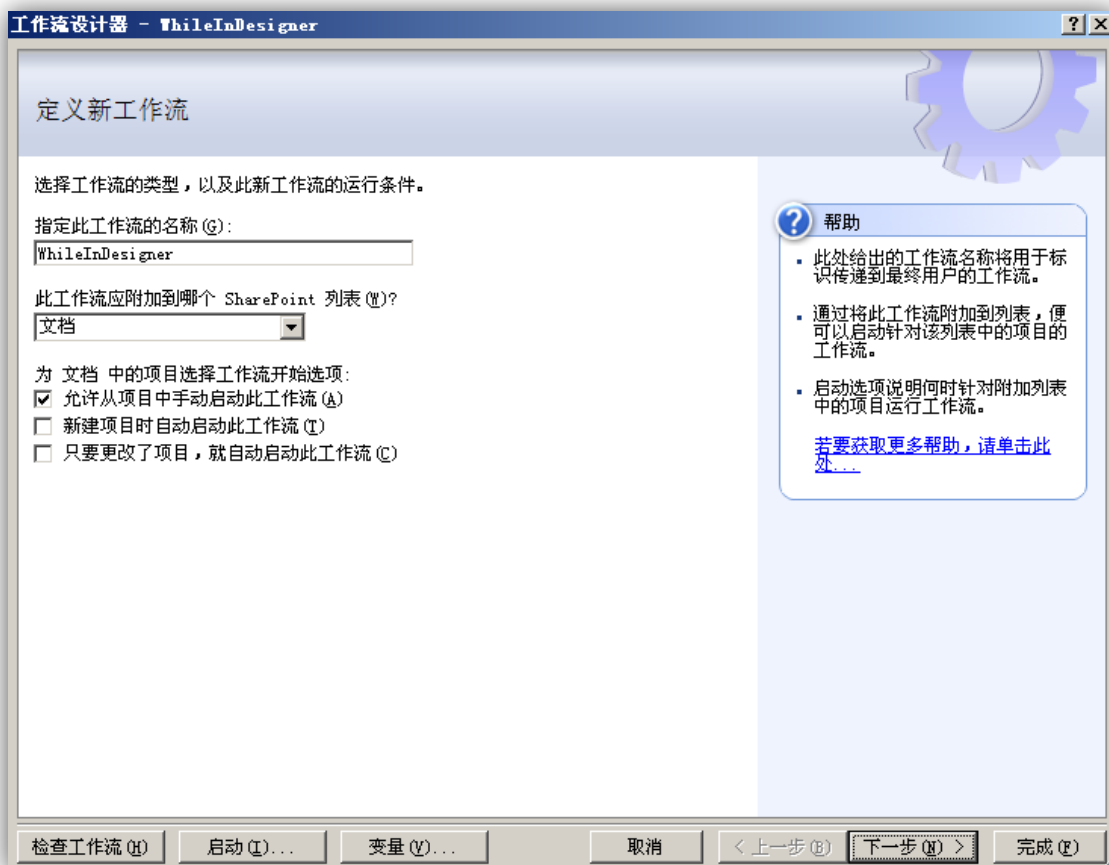 工作流设计器 - WhileInDesigner
定义新工作流
选择工作流的类型，以及此新工作流的运行条件。
指定此工作流的名称(G):
WhileInDesigner
此工作流应附加到哪个 SharePoint 列表(W)?
文档
为 文档 中的项目选择工作流开始选项:
允许从项目中手动启动此工作流(A)
新建项目时自动启动此工作流(T)
只要更改了项目，就自动启动此工作流(C)
帮助
此处给出的工作流名称将用于标
识传递到最终用户的工作流。
通过将此工作流附加到列表，便
可以启动针对该列表中的项目的
工作流。
启动选项说明何时针对附加列表
中的项目运行工作流。
若要获取更多帮助，请单击此
处...
检查工作流(H)
启动(I)...
变量(V)...
取消
< 上一步(B)
下一步(N) >
完成(F)